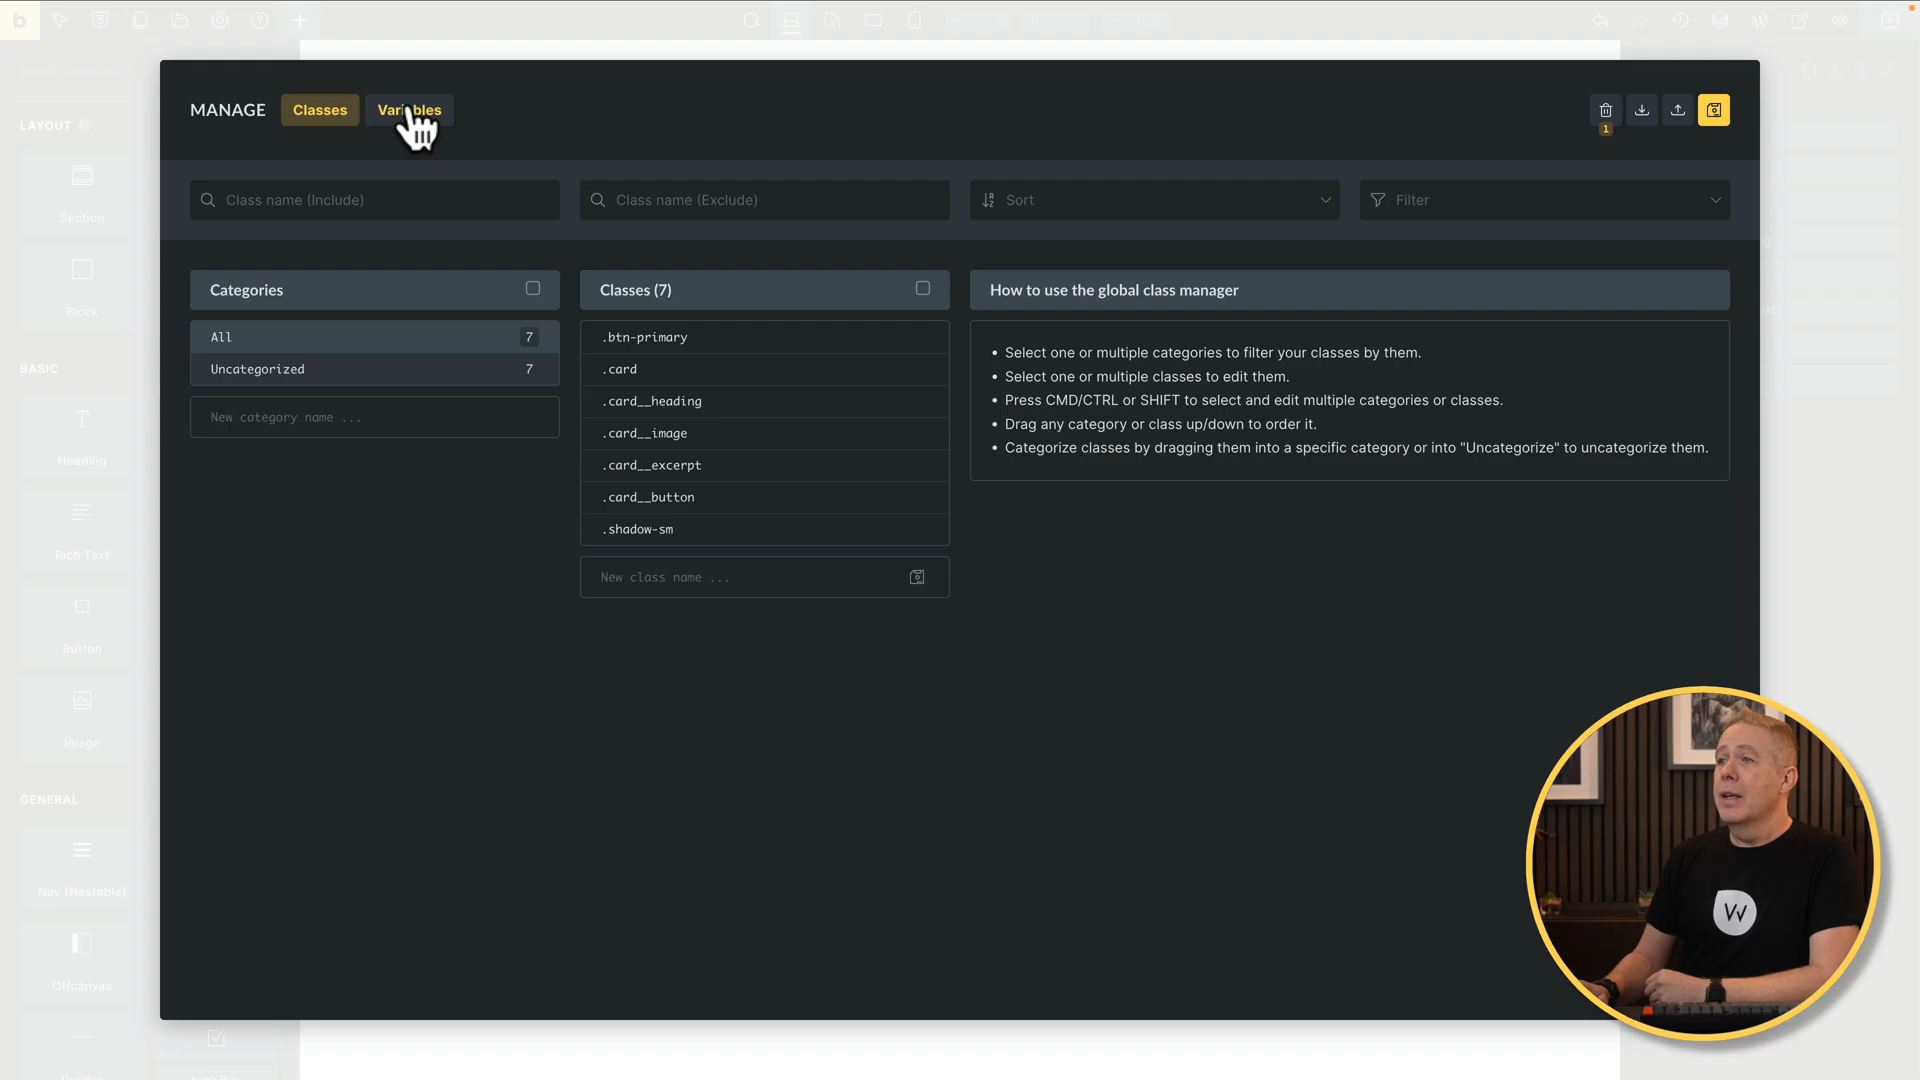 b
MANAGE Classes Variables
1
Class name (Include)
Class name (Exclude)
Sort
Filter
Categories
All 7
Uncategorized 7
New category name ...
Classes (7)
.btn-primary
.card
.card__heading
.card__image
.card__excerpt
.card__button
.shadow-sm
New class name ...
How to use the global class manager
• Select one or multiple categories to filter your classes by them.
• Select one or multiple classes to edit them.
• Press CMD/CTRL or SHIFT to select and edit multiple categories or classes.
• Drag any category or class up/down to order it.
• Categorize classes by dragging them into a specific category or into "Uncategorize" to uncategorize them.
LAYOUT
Section
Block
BASIC
Heading
Rich Text
Button
Image
GENERAL
Nav (Nestable)
Offcanvas
Divider
W